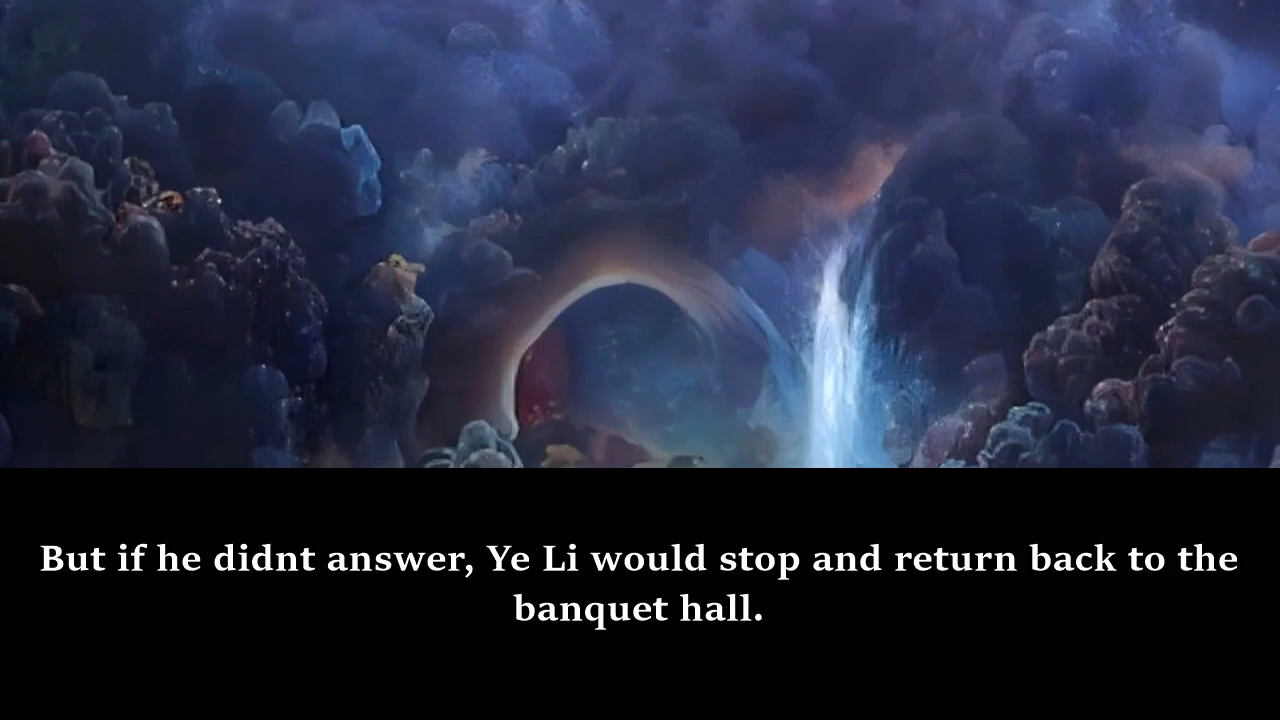 But if he didnt answer, Ye Li would stop and return back to the
banquet hall.